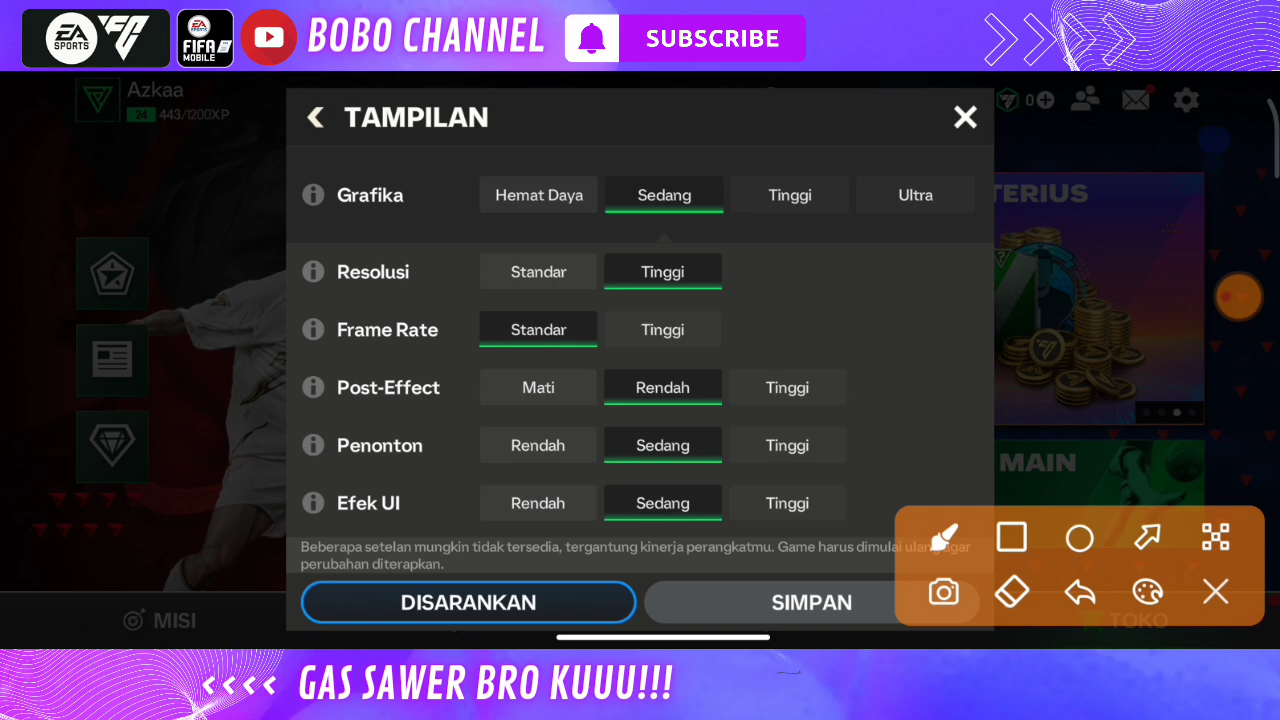 EA SPORTS FC
EA SPORTS
FIFA MOBILE
BOBO CHANNEL
SUBSCRIBE
Azkaa
24 443/1200XP
0
TAMPILAN
Grafika Hemat Daya Sedang Tinggi Ultra
TERIUS
Resolusi Standar Tinggi
Frame Rate Standar Tinggi
Post-Effect Mati Rendah Tinggi
Penonton Rendah Sedang Tinggi
MAIN
Efek UI Rendah Sedang Tinggi
Beberapa setelan mungkin tidak tersedia, tergantung kinerja perangkatmu. Game harus dimulai ulang agar
perubahan diterapkan.
DISARANKAN SIMPAN
MISI
TOKO
GAS SAWER BRO KUUU!!!